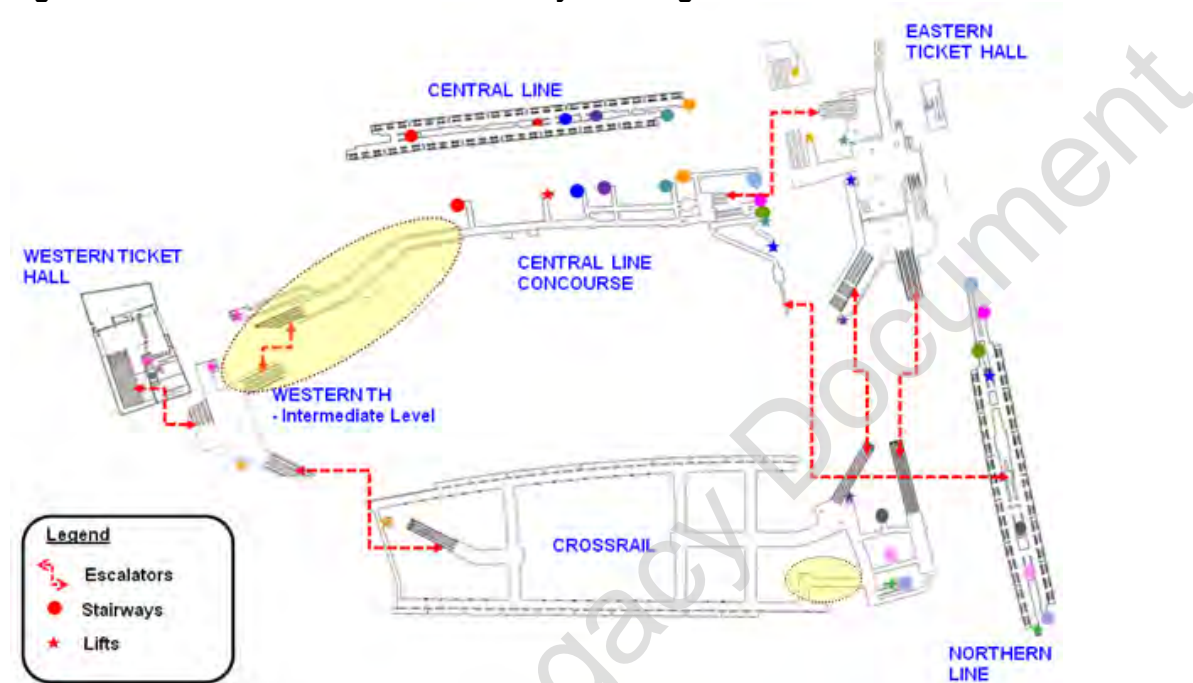 EASTERN
TICKET HALL
CENTRAL LINE
WESTERN TICKET
HALL
CENTRAL LINE
CONCOURSE
WESTERN TH
- Intermediate Level
CROSSRAIL
Legend
Escalators
Stairways
Lifts
NORTHERN
LINE
gacy Document